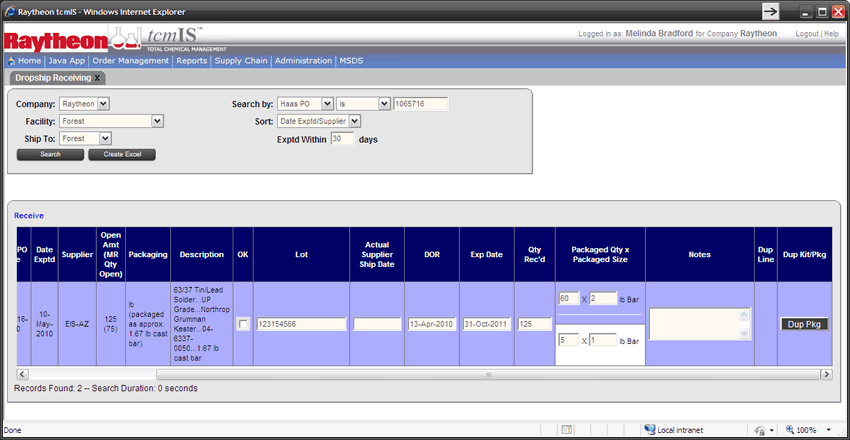 Raytheon tcmIS - Windows Internet Explorer
Raytheon tcmIS™ TOTAL CHEMICAL MANAGEMENT
Logged in as: Melinda Bradford for Company Raytheon Logout | Help
Home | Java App | Order Management | Reports | Supply Chain | Administration | MSDS
Dropship Receiving x
Company: Raytheon Search by: Haas PO is 1065716
Facility: Forest Sort: Date Exptd/Supplier
Ship To: Forest Exptd Within 30 days
Search Create Excel
Receive
PO
e
Date
Exptd
Supplier
Open
Amt
(MR
Qty
Open)
Packaging
Description
OK
Lot
Actual
Supplier
Ship Date
DOR
Exp Date
Qty
Rec'd
Packaged Qty x
Packaged Size
Notes
Dup
Line
Dup Kit/Pkg
16-
0
10-
May-
2010
EIS-AZ
125
(75)
lb
(packaged
as approx.
1.67 lb cast
bar)
63/37 Tin/Lead
Solder...UP
Grade...Northrop
Grumman
Kester...04-
6337-
0050...1.67 lb
cast bar
123154566
13-Apr-2010
31-Oct-2011
125
60 X 2 lb Bar
5 X 1 lb Bar
Dup Pkg
Records Found: 2 -- Search Duration: 0 seconds
Done Local intranet 100%